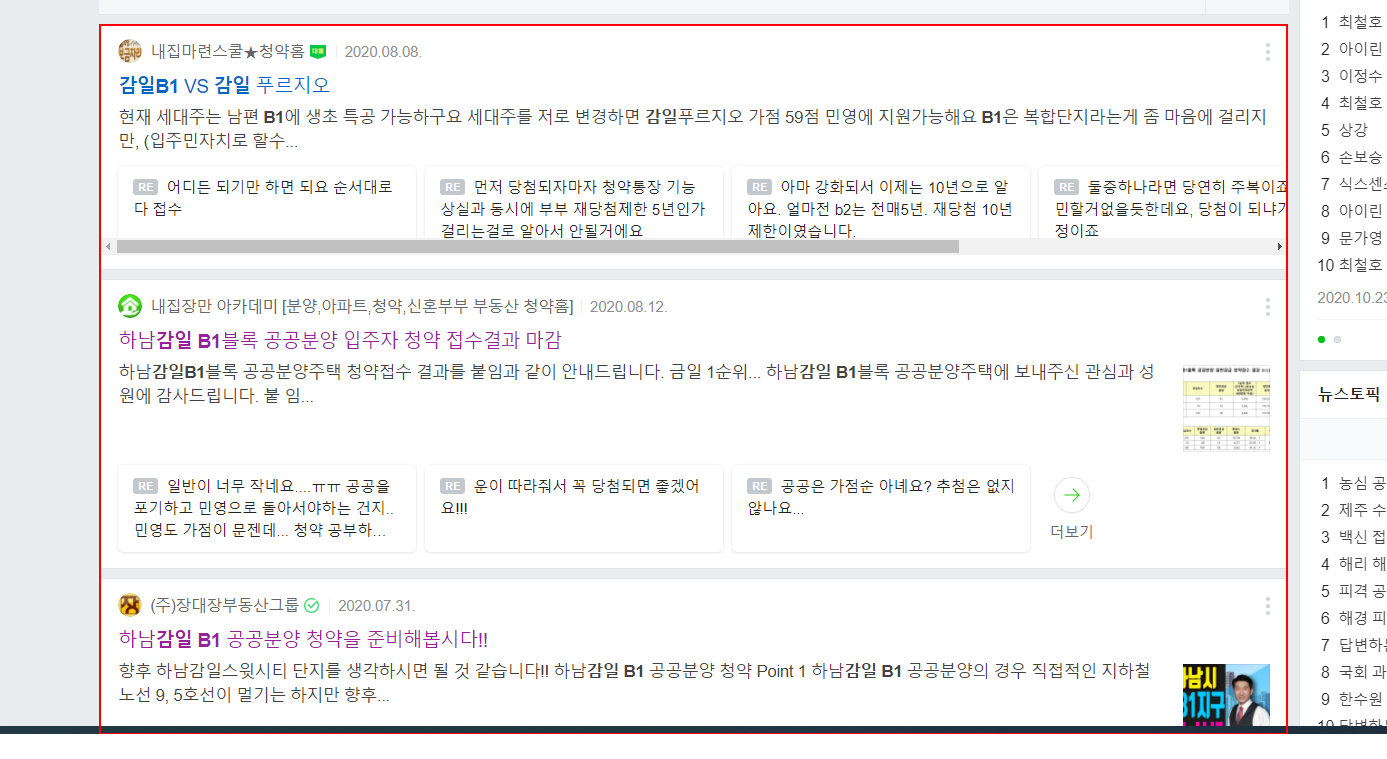 내집마련스쿨★청약홈 대표 2020.08.08.
감일B1 VS 감일 푸르지오
현재 세대주는 남편 B1에 생초 특공 가능하구요 세대주를 저로 변경하면 감일푸르지오 가점 59점 민영에 지원가능해요 B1은 복합단지라는게 좀 마음에 걸리지
만, (입주민자치로 할수...
RE 어디든 되기만 하면 되요 순서대로
다 접수
RE 먼저 당첨되자마자 청약통장 기능
상실과 동시에 부부 재당첨제한 5년인가
걸리는걸로 알아서 안될거에요
RE 아마 강화되서 이제는 10년으로 알
아요. 얼마전 b2는 전매5년. 재당첨 10년
제한이였습니다.
RE 둘중하나라면 당연히 주복이죠
민할거없을듯한데요, 당첨이 되냐가
정이죠
내집장만 아카데미 [분양,아파트,청약,신혼부부 부동산 청약홈] 2020.08.12.
하남감일 B1블록 공공분양 입주자 청약 접수결과 마감
하남감일B1블록 공공분양주택 청약접수 결과를 붙임과 같이 안내드립니다. 금일 1순위... 하남감일 B1블록 공공분양주택에 보내주신 관심과 성
원에 감사드립니다. 붙 임...
RE 일반이 너무 작네요....ㅠㅠ 공공을
포기하고 민영으로 돌아서야하는 건지..
민영도 가점이 문젠데... 청약 공부하...
RE 운이 따라줘서 꼭 당첨되면 좋겠어
요!!!
RE 공공은 가점순 아녜요? 추첨은 없지
않나요...
더보기
(주)장대장부동산그룹 2020.07.31.
하남감일 B1 공공분양 청약을 준비해봅시다!!
향후 하남감일스윗시티 단지를 생각하시면 될 것 같습니다!! 하남감일 B1 공공분양 청약 Point 1 하남감일 B1 공공분양의 경우 직접적인 지하철
노선 9, 5호선이 멀기는 하지만 향후...
하남시
B1지구
1 최철호
2 아이린
3 이정수
4 최철호
5 상강
6 손보승
7 식스센스
8 아이린
9 문가영
10 최철호
2020.10.23
뉴스토픽
1 농심 공
2 제주 수
3 백신 접
4 해리 해
5 피격 공
6 해경 피
7 답변하는
8 국회 과
9 한수원
10 답변하는